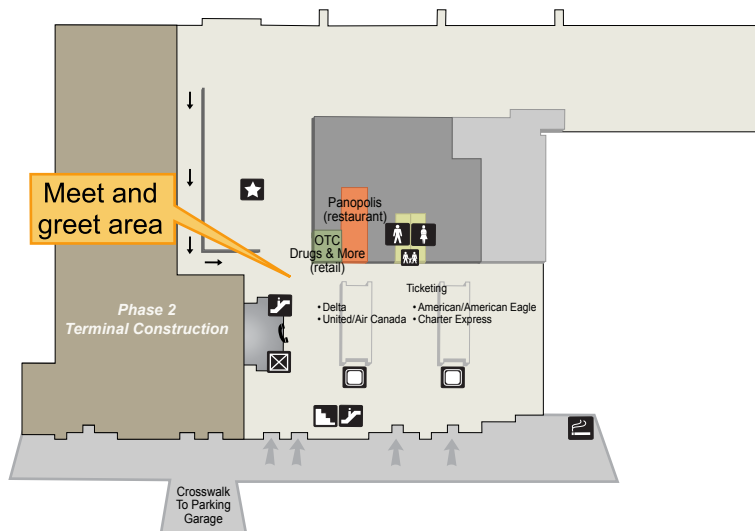 Meet and
greet area
Panopolis
(restaurant)
OTC
Drugs & More
(retail)
Phase 2
Terminal Construction
Ticketing
• Delta
• United/Air Canada
• American/American Eagle
• Charter Express
Crosswalk
To Parking
Garage